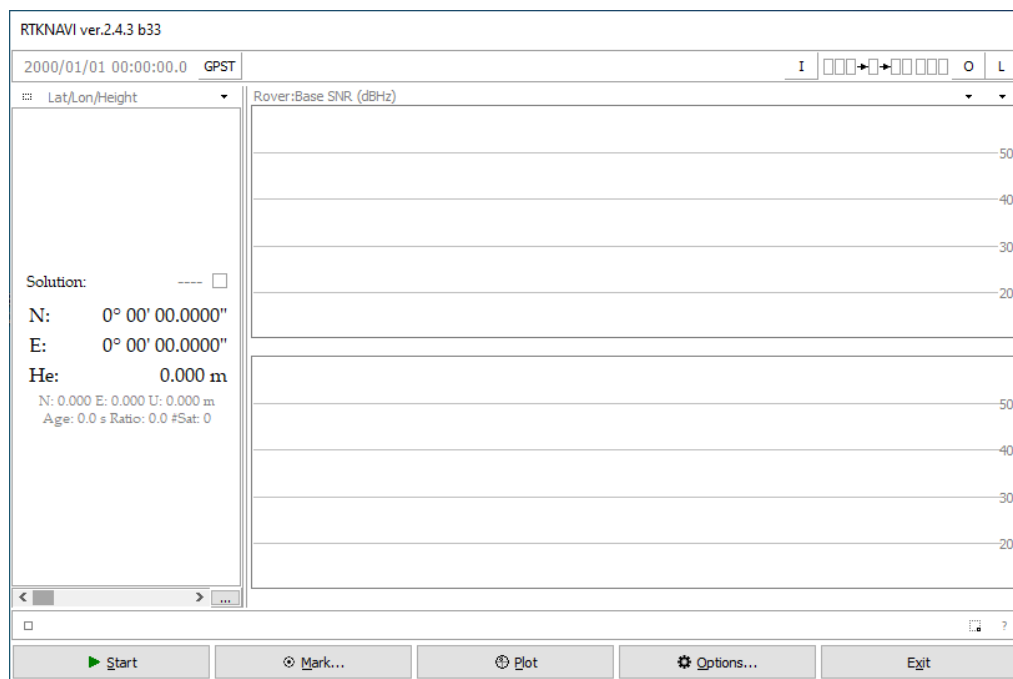 RTKNAVI ver.2.4.3 b33
2000/01/01 00:00:00.0 GPST I O L
Lat/Lon/Height
Rover:Base SNR (dBHz)
50
40
30
20
Solution: ----
N: 0° 00' 00.0000"
E: 0° 00' 00.0000"
He: 0.000 m
N: 0.000 E: 0.000 U: 0.000 m
Age: 0.0 s Ratio: 0.0 #Sat: 0
50
40
30
20
...
?
Start Mark... Plot Options... Exit